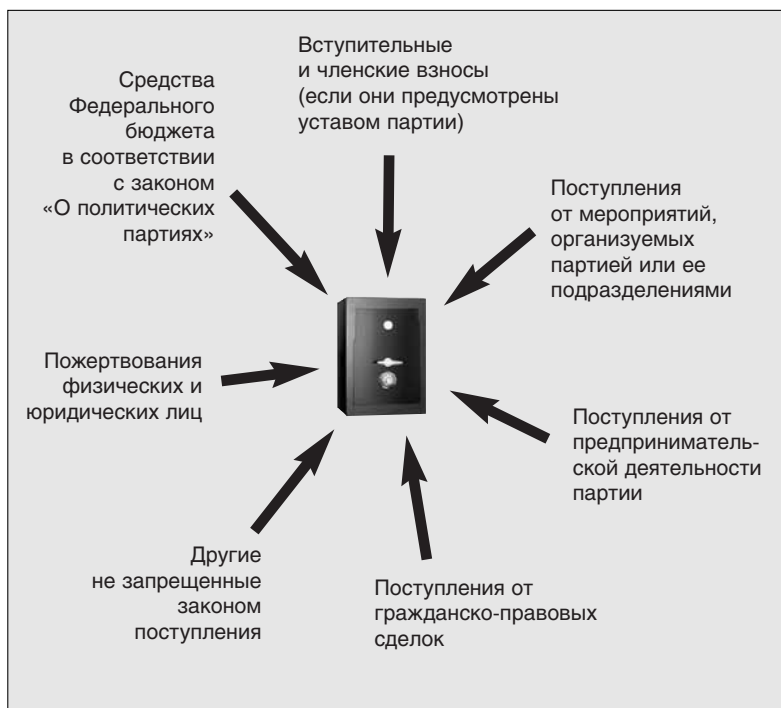 Вступительные
и членские взносы
(если они предусмотрены
уставом партии)
Средства
Федерального
бюджета
в соответствии
с законом
«О политических
партиях»
Поступления
от мероприятий,
организуемых
партией или ее
подразделениями
Пожертвования
физических и
юридических лиц
Поступления от
предприниматель-
ской деятельности
партии
Другие
не запрещенные
законом
поступления
Поступления от
гражданско-правовых
сделок